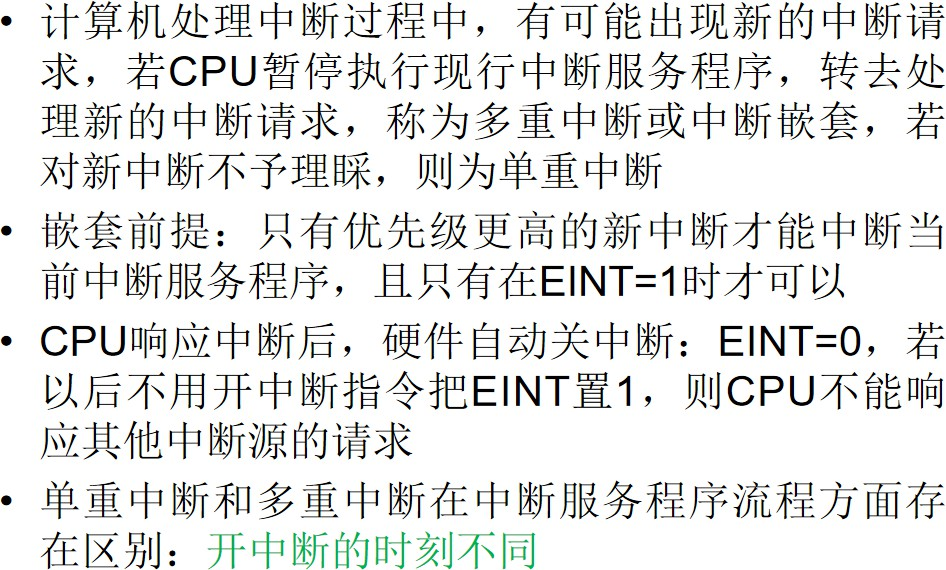 • 计算机处理中断过程中，有可能出现新的中断请
求，若CPU暂停执行现行中断服务程序，转去处
理新的中断请求，称为多重中断或中断嵌套，若
对新中断不予理睬，则为单重中断
• 嵌套前提：只有优先级更高的新中断才能中断当
前中断服务程序，且只有在EINT=1时才可以
• CPU响应中断后，硬件自动关中断：EINT=0，若
以后不用开中断指令把EINT置1，则CPU不能响
应其他中断源的请求
• 单重中断和多重中断在中断服务程序流程方面存
在区别：开中断的时刻不同